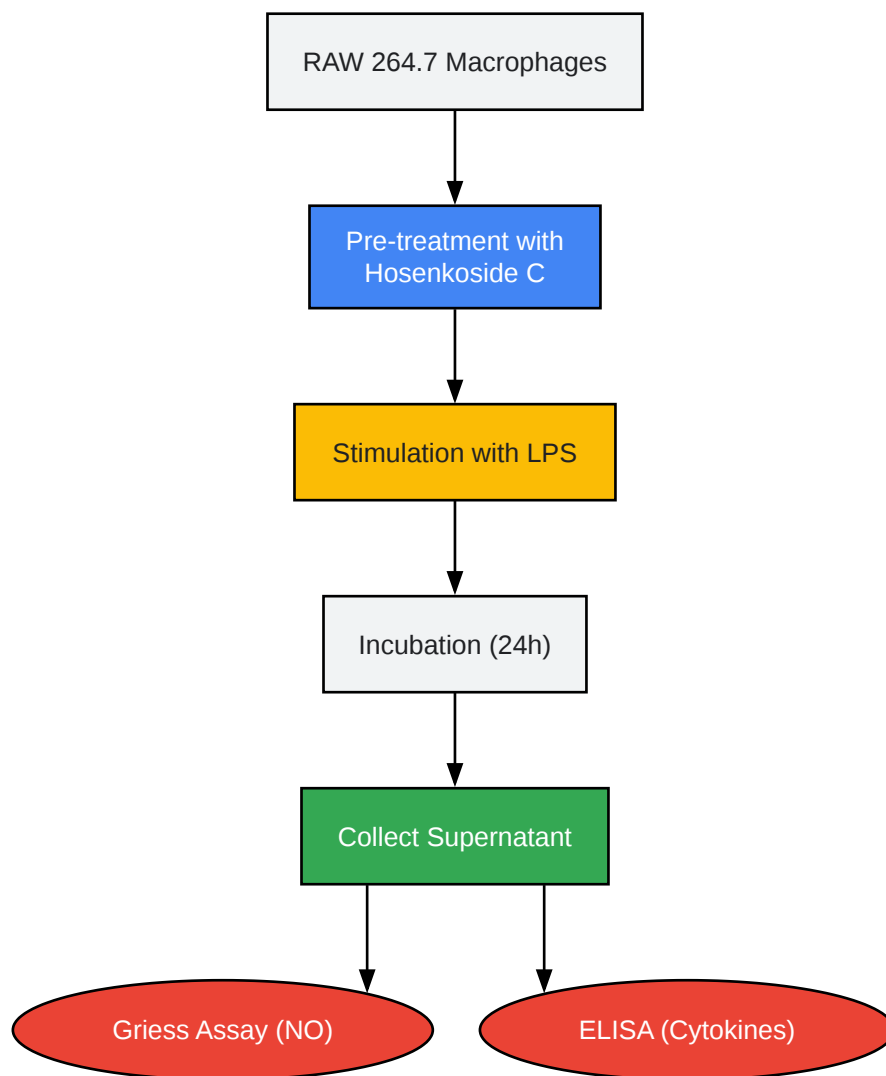 RAW 264.7 Macrophages
Pre-treatment with
Hosenkoside C
Stimulation with LPS
Incubation (24h)
Collect Supernatant
Griess Assay (NO)
ELISA (Cytokines)